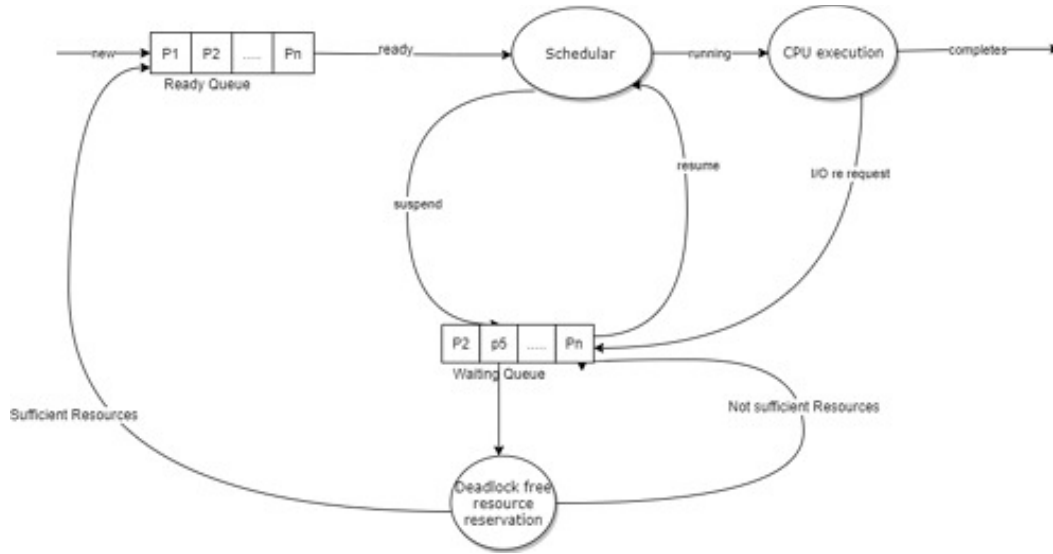 new
P1 P2 ..... Pn
Ready Queue
ready
Schedular
running
CPU execution
completes
suspend
resume
I/O re request
P2 p5 ..... Pn
Waiting Queue
Sufficient Resources
Not sufficient Resources
Deadlock free
resource
reservation